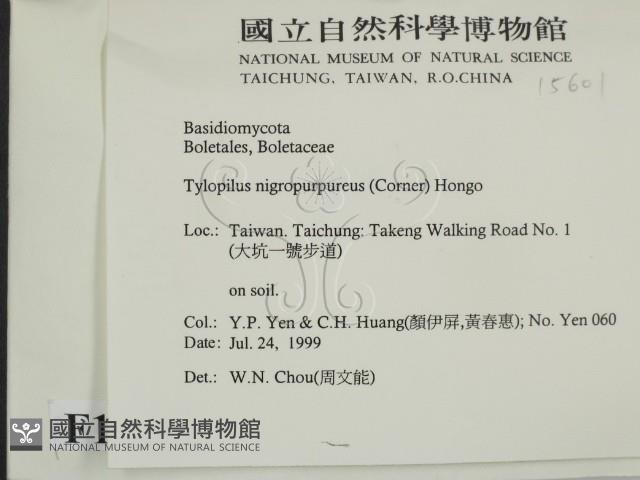 國立自然科學博物館
NATIONAL MUSEUM OF NATURAL SCIENCE
TAICHUNG, TAIWAN, R.O.CHINA
15601
Basidiomycota
Boletales, Boletaceae
Tylopilus nigropurpureus (Corner) Hongo
Loc.: Taiwan. Taichung: Takeng Walking Road No. 1
(大坑一號步道)
on soil.
Col.: Y.P. Yen & C.H. Huang(顏伊屏,黃春惠); No. Yen 060
Date: Jul. 24, 1999
Det.: W.N. Chou(周文能)
F1
國立自然科學博物館
NATIONAL MUSEUM OF NATURAL SCIENCE